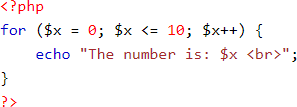 <?php
for ($x = 0; $x <= 10; $x++) {
    echo "The number is: $x <br>";
}
?>